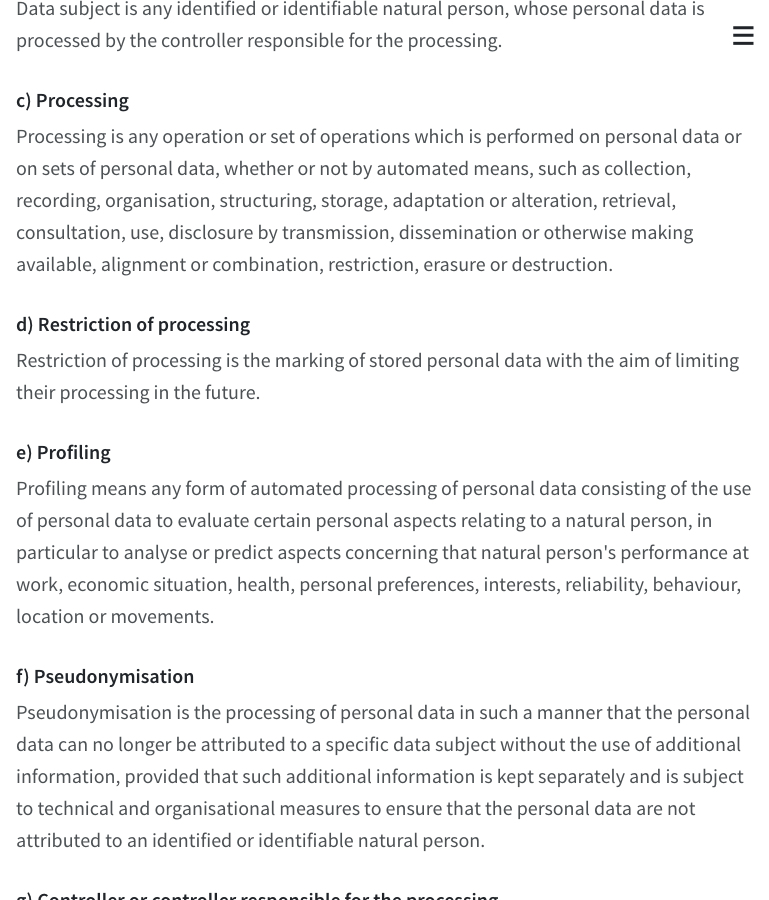 Data subject is any identified or identifiable natural person, whose personal data is
processed by the controller responsible for the processing.
c) Processing
Processing is any operation or set of operations which is performed on personal data or
on sets of personal data, whether or not by automated means, such as collection,
recording, organisation, structuring, storage, adaptation or alteration, retrieval,
consultation, use, disclosure by transmission, dissemination or otherwise making
available, alignment or combination, restriction, erasure or destruction.
d) Restriction of processing
Restriction of processing is the marking of stored personal data with the aim of limiting
their processing in the future.
e) Profiling
Profiling means any form of automated processing of personal data consisting of the use
of personal data to evaluate certain personal aspects relating to a natural person, in
particular to analyse or predict aspects concerning that natural person's performance at
work, economic situation, health, personal preferences, interests, reliability, behaviour,
location or movements.
f) Pseudonymisation
Pseudonymisation is the processing of personal data in such a manner that the personal
data can no longer be attributed to a specific data subject without the use of additional
information, provided that such additional information is kept separately and is subject
to technical and organisational measures to ensure that the personal data are not
attributed to an identified or identifiable natural person.
g) Controller or controller responsible for the processing